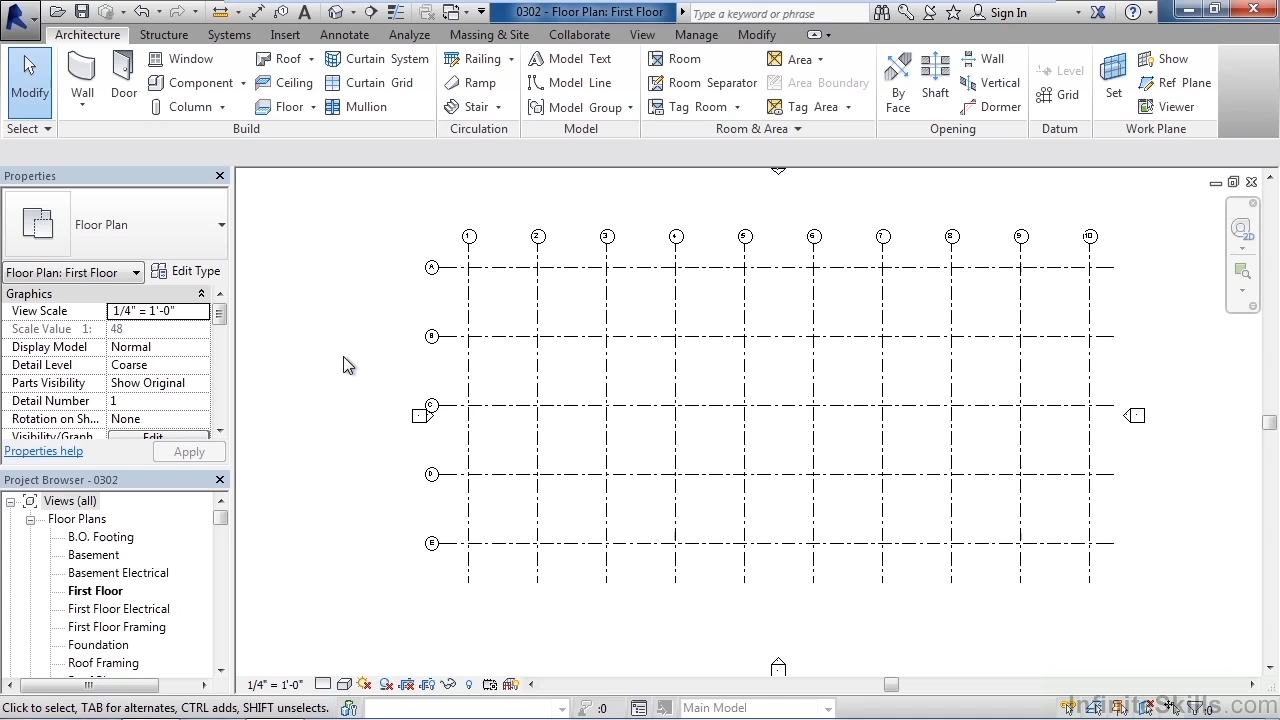 0302 - Floor Plan: First Floor
Type a keyword or phrase
Sign In
Architecture Structure Systems Insert Annotate Analyze Massing & Site Collaborate View Manage Modify
Modify
Select
Wall
Door
Window
Component
Column
Roof
Ceiling
Floor
Curtain System
Curtain Grid
Mullion
Build
Railing
Ramp
Stair
Circulation
Model Text
Model Line
Model Group
Model
Room
Room Separator
Tag Room
Area
Area Boundary
Tag Area
Room & Area
By Face
Shaft
Wall
Vertical
Dormer
Opening
Level
Grid
Datum
Set
Show
Ref Plane
Viewer
Work Plane
Properties
Floor Plan
Floor Plan: First Floor
Edit Type
Graphics
View Scale 1/4" = 1'-0"
Scale Value 1: 48
Display Model Normal
Detail Level Coarse
Parts Visibility Show Original
Detail Number 1
Rotation on Sh... None
Visibility/Graph Edit
Properties help
Apply
Project Browser - 0302
Views (all)
Floor Plans
B.O. Footing
Basement
Basement Electrical
First Floor
First Floor Electrical
First Floor Framing
Foundation
Roof Framing
1 2 3 4 5 6 7 8 9 10
A
B
C
D
E
2D
1/4" = 1'-0"
Click to select, TAB for alternates, CTRL adds, SHIFT unselects.
:0
Main Model
InfiniteSkills.com
:0